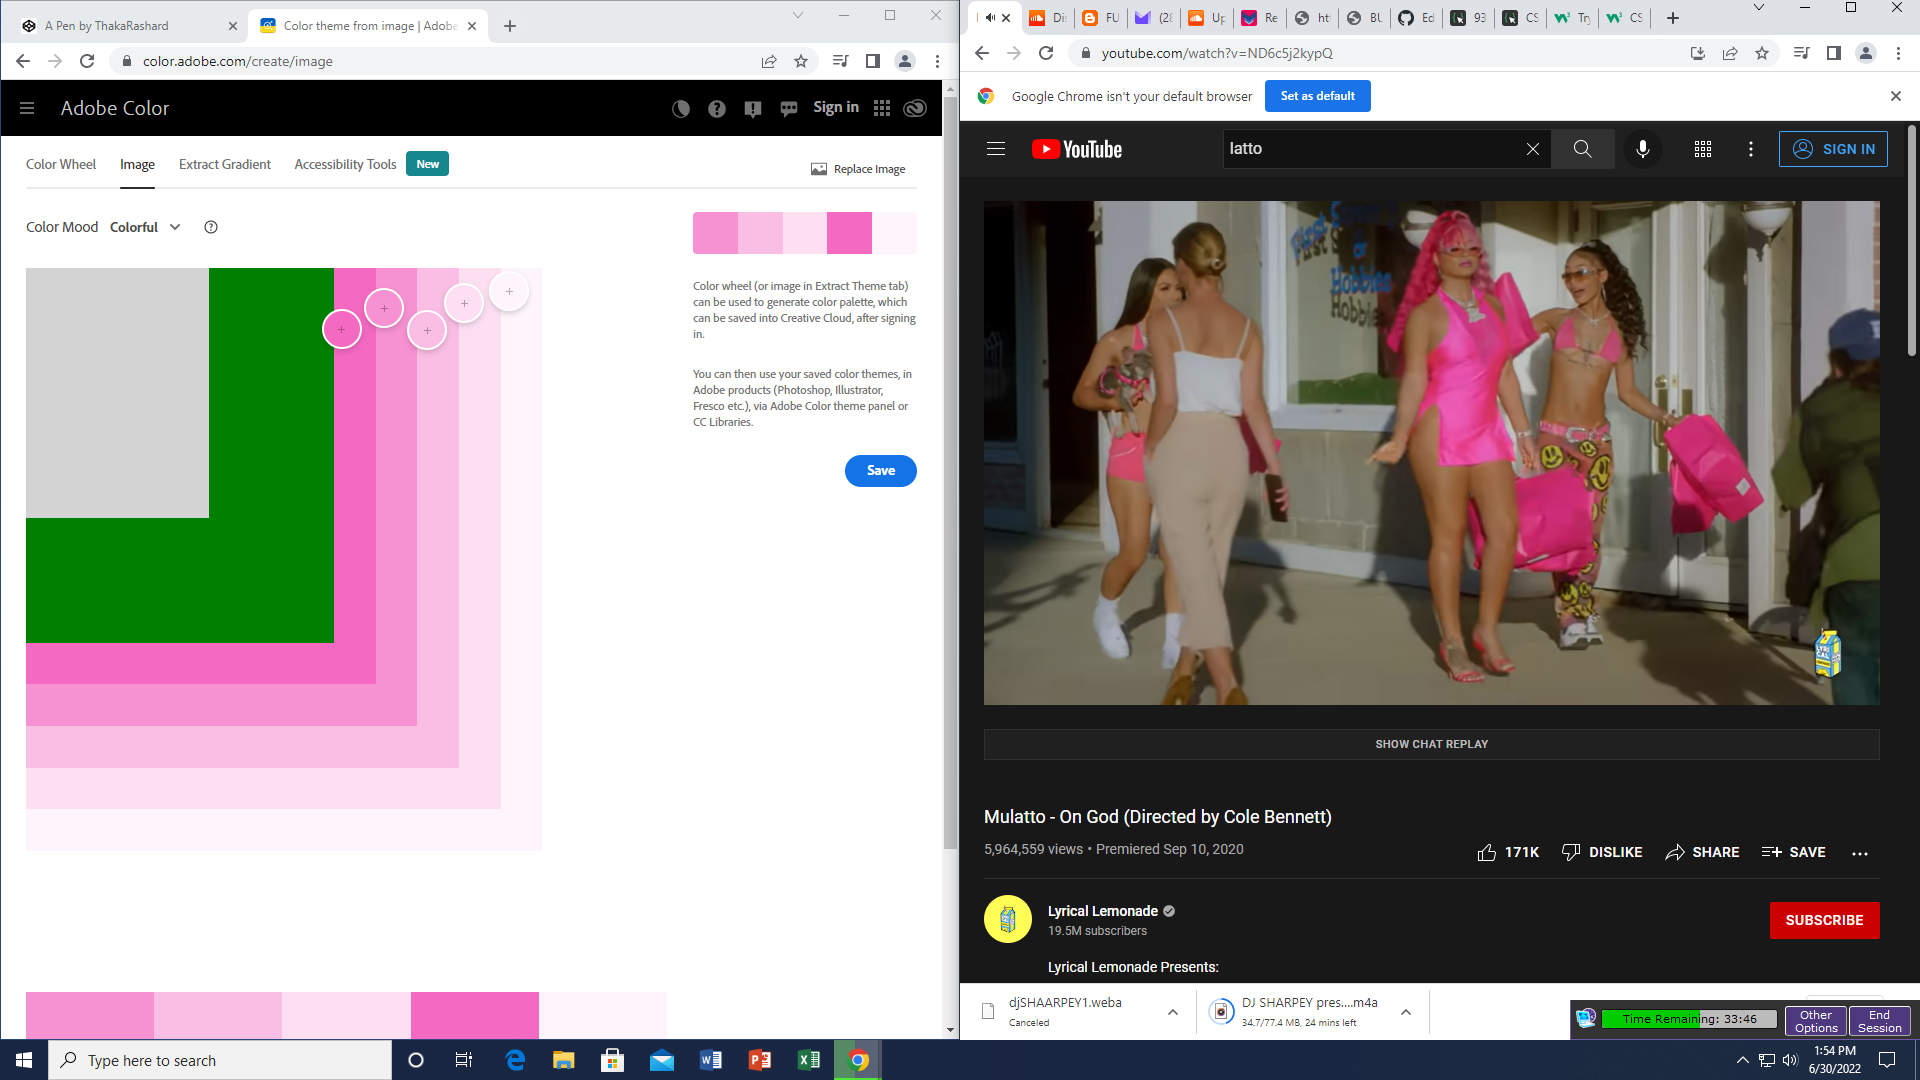 A Pen by ThakaRashard
Color theme from image | Adobe
color.adobe.com/create/image
Adobe Color
Sign in
Color Wheel
Image
Extract Gradient
Accessibility Tools
New
Replace Image
Color Mood
Colorful
Color wheel (or image in Extract Theme tab)
can be used to generate color palette, which
can be saved into Creative Cloud, after signing
in.
You can then use your saved color themes, in
Adobe products (Photoshop, Illustrator,
Fresco etc.), via Adobe Color theme panel or
CC Libraries.
Save
Dis
FU
(28
Up
Re
ht
BU
Ed
93
CS
Try
CS
youtube.com/watch?v=ND6c5j2kypQ
Google Chrome isn't your default browser
Set as default
YouTube
latto
SIGN IN
Hobbies
Hobbies
LYRI
CAL
SHOW CHAT REPLAY
Mulatto - On God (Directed by Cole Bennett)
5,964,559 views • Premiered Sep 10, 2020
171K
DISLIKE
SHARE
SAVE
Lyrical Lemonade
19.5M subscribers
SUBSCRIBE
Lyrical Lemonade Presents:
djSHAARPEY1.weba
Canceled
DJ SHARPEY pres....m4a
34.7/77.4 MB, 24 mins left
Time Remaining: 33:46
Other
Options
End
Session
Type here to search
1:54 PM
6/30/2022